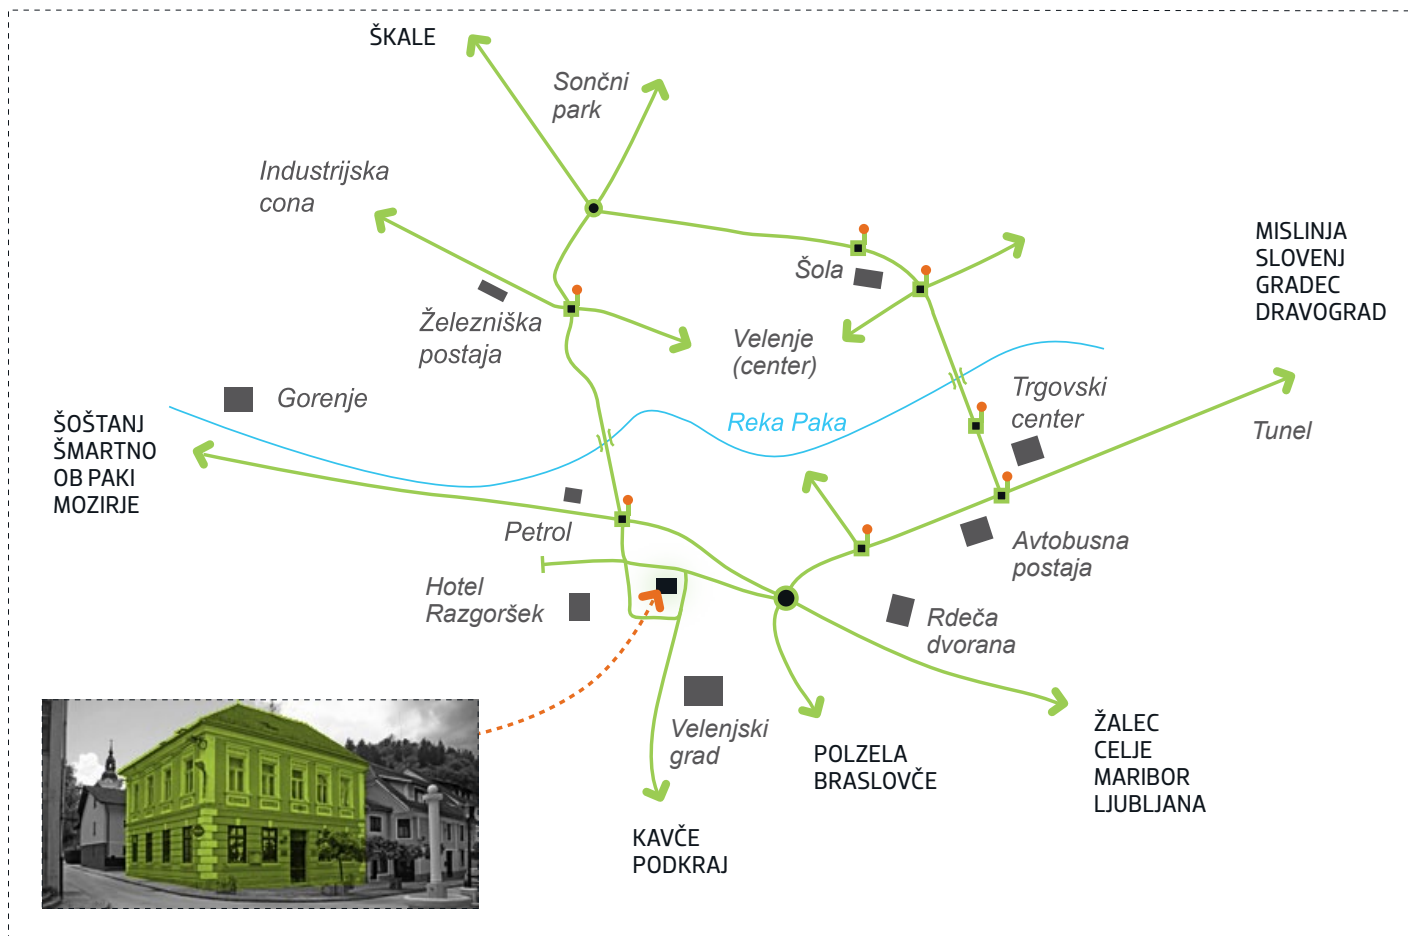 ŠKALE
Sončni
park
Industrijska
cona
Šola
MISLINJA
SLOVENJ
GRADEC
DRAVOGRAD
Železniška
postaja
Velenje
(center)
Gorenje
Trgovski
center
Reka Paka
Tunel
ŠOŠTANJ
ŠMARTNO
OB PAKI
MOZIRJE
Petrol
Avtobusna
postaja
Hotel
Razgoršek
Rdeča
dvorana
Velenjski
grad
POLZELA
BRASLOVČE
ŽALEC
CELJE
MARIBOR
LJUBLJANA
KAVČE
PODKRAJ